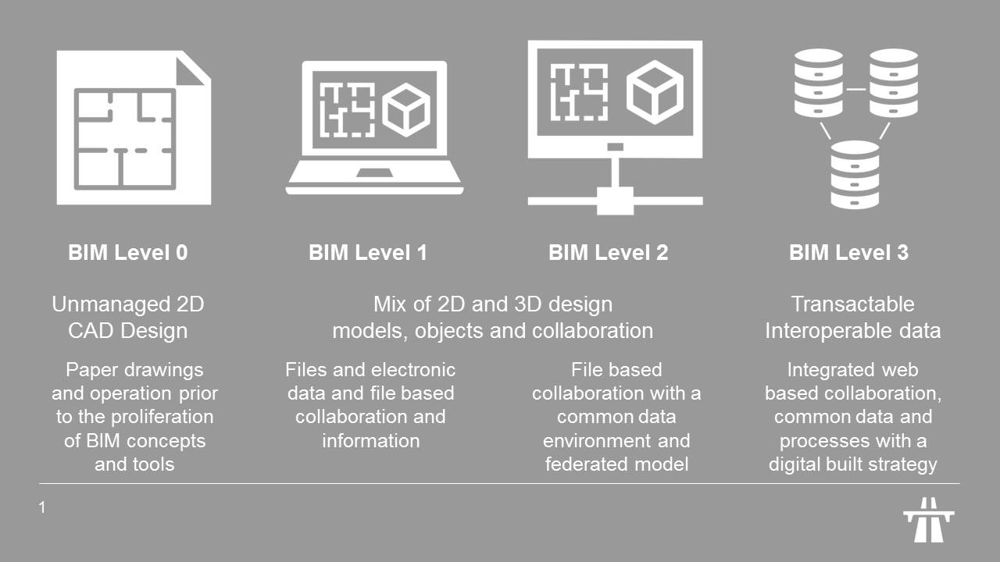 BIM Level 0
BIM Level 1
BIM Level 2
BIM Level 3
Unmanaged 2D
CAD Design
Mix of 2D and 3D design
models, objects and collaboration
Transactable
Interoperable data
Paper drawings
and operation prior
to the proliferation
of BIM concepts
and tools
Files and electronic
data and file based
collaboration and
information
File based
collaboration with a
common data
environment and
federated model
Integrated web
based collaboration,
common data and
processes with a
digital built strategy
1